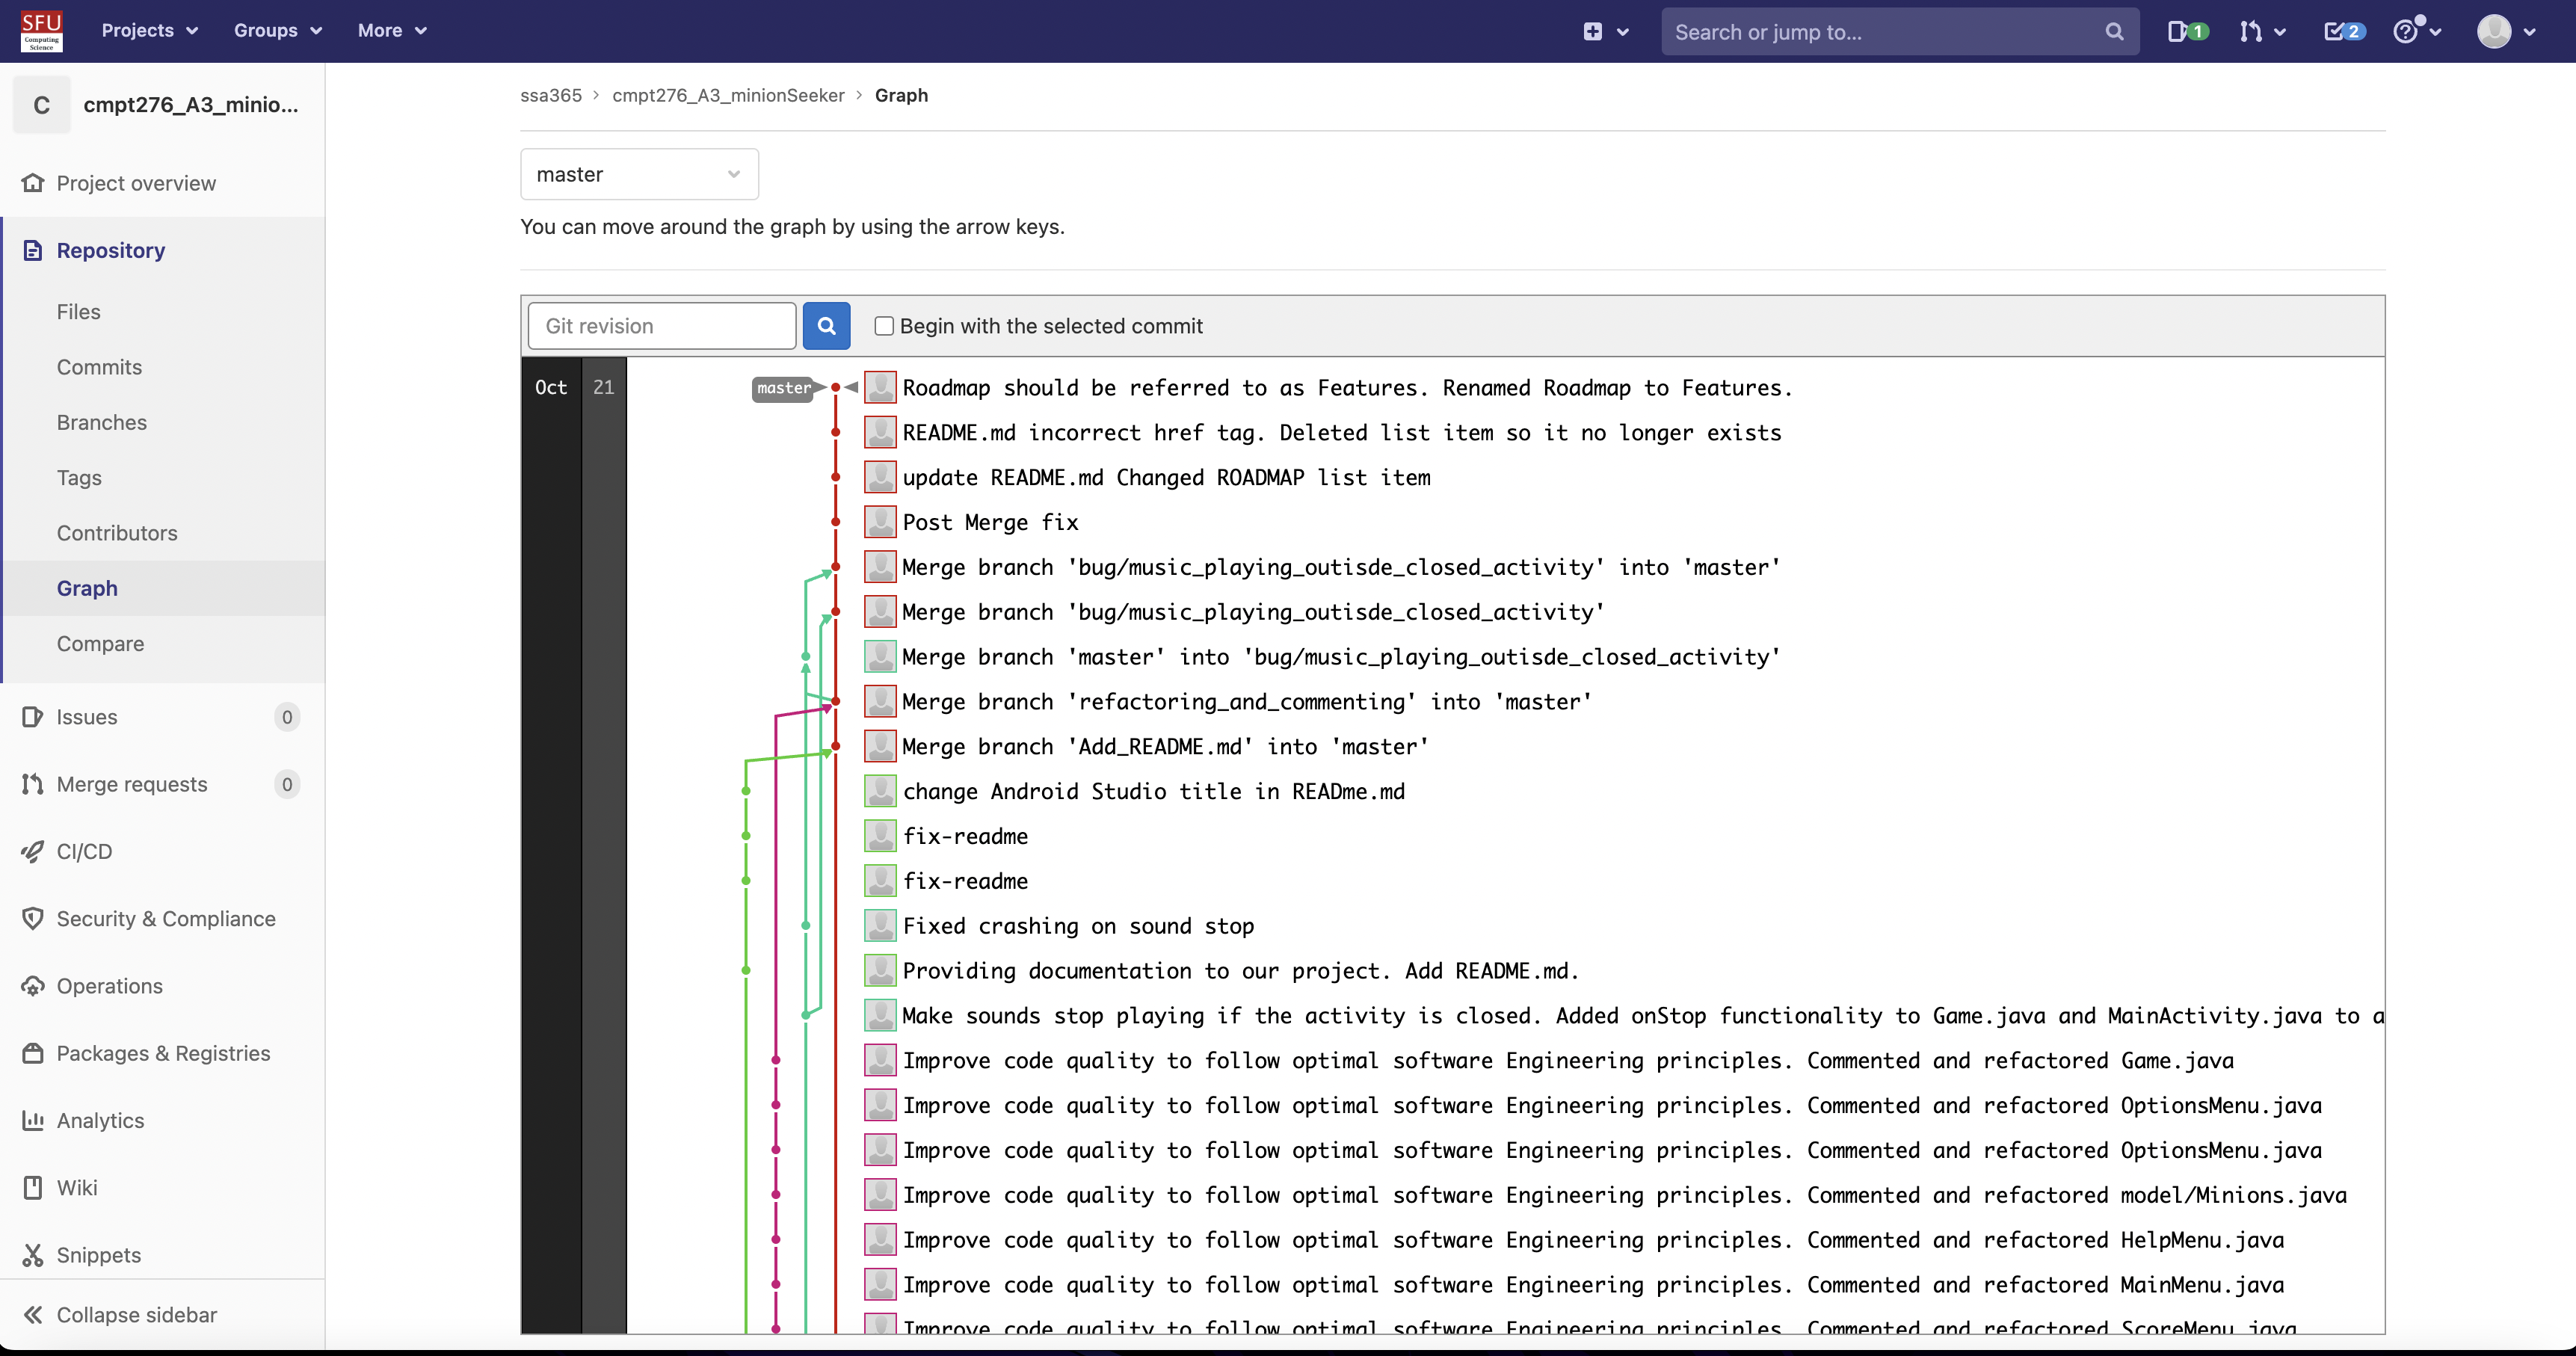 SFU
Computing
Science
Projects
Groups
More
Search or jump to...
1
2
C
cmpt276_A3_minio...
Project overview
Repository
Files
Commits
Branches
Tags
Contributors
Graph
Compare
Issues
0
Merge requests
0
CI/CD
Security & Compliance
Operations
Packages & Registries
Analytics
Wiki
Snippets
Collapse sidebar
ssa365 > cmpt276_A3_minionSeeker > Graph
master
You can move around the graph by using the arrow keys.
Git revision
Begin with the selected commit
Oct 21
master
Roadmap should be referred to as Features. Renamed Roadmap to Features.
README.md incorrect href tag. Deleted list item so it no longer exists
update README.md Changed ROADMAP list item
Post Merge fix
Merge branch 'bug/music_playing_outisde_closed_activity' into 'master'
Merge branch 'bug/music_playing_outisde_closed_activity'
Merge branch 'master' into 'bug/music_playing_outisde_closed_activity'
Merge branch 'refactoring_and_commenting' into 'master'
Merge branch 'Add_README.md' into 'master'
change Android Studio title in READme.md
fix-readme
fix-readme
Fixed crashing on sound stop
Providing documentation to our project. Add README.md.
Make sounds stop playing if the activity is closed. Added onStop functionality to Game.java and MainActivity.java to a
Improve code quality to follow optimal software Engineering principles. Commented and refactored Game.java
Improve code quality to follow optimal software Engineering principles. Commented and refactored OptionsMenu.java
Improve code quality to follow optimal software Engineering principles. Commented and refactored OptionsMenu.java
Improve code quality to follow optimal software Engineering principles. Commented and refactored model/Minions.java
Improve code quality to follow optimal software Engineering principles. Commented and refactored HelpMenu.java
Improve code quality to follow optimal software Engineering principles. Commented and refactored MainMenu.java
Improve code quality to follow optimal software Engineering principles. Commented and refactored ScoreMenu.java